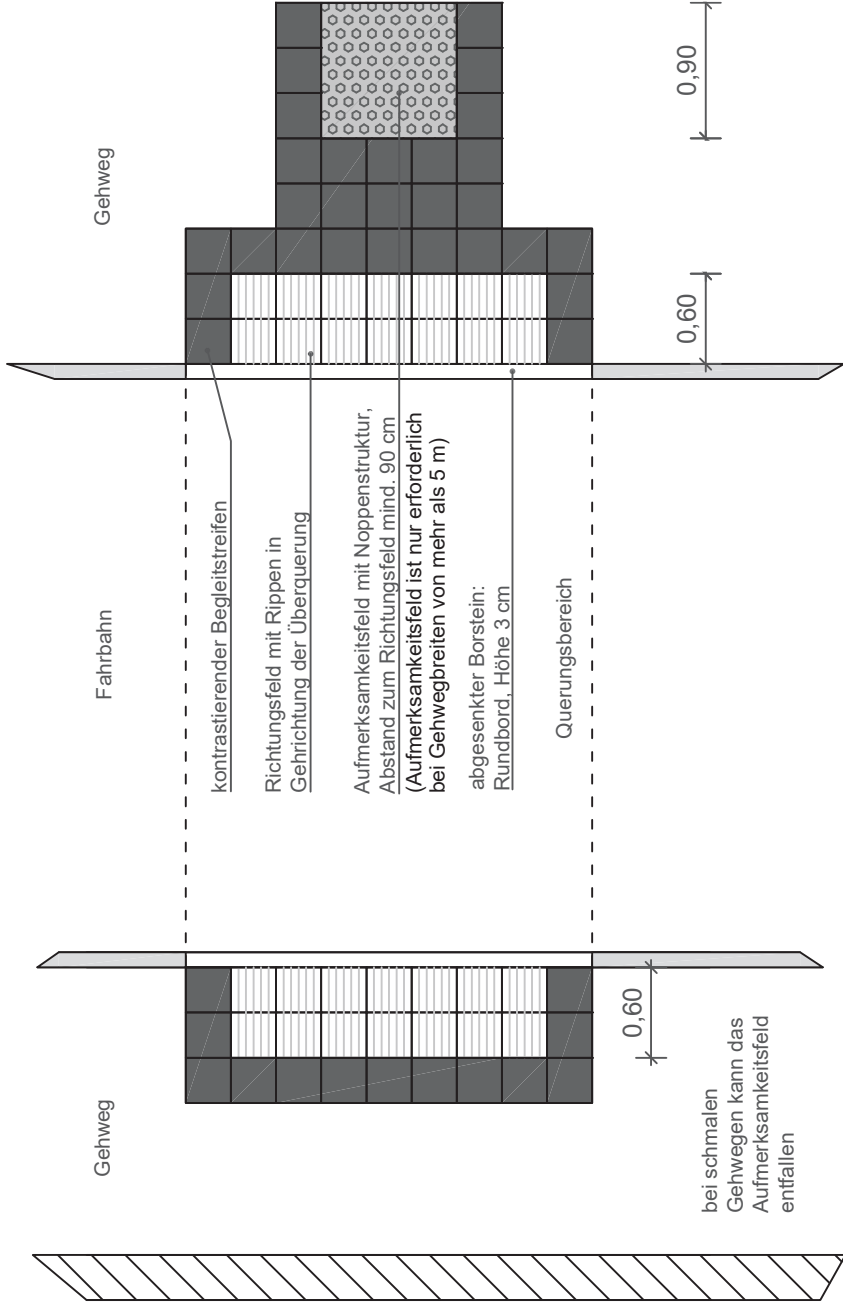 Gehweg
Fahrbahn
Gehweg
kontrastierender Begleitstreifen
Richtungsfeld mit Rippen in
Gehrichtung der Überquerung
Aufmerksamkeitsfeld mit Noppenstruktur,
Abstand zum Richtungsfeld mind. 90 cm
(Aufmerksamkeitsfeld ist nur erforderlich
bei Gehwegbreiten von mehr als 5 m)
abgesenkter Borstein:
Rundbord, Höhe 3 cm
Querungsbereich
0,60
0,60
0,90
bei schmalen
Gehwegen kann das
Aufmerksamkeitsfeld
entfallen